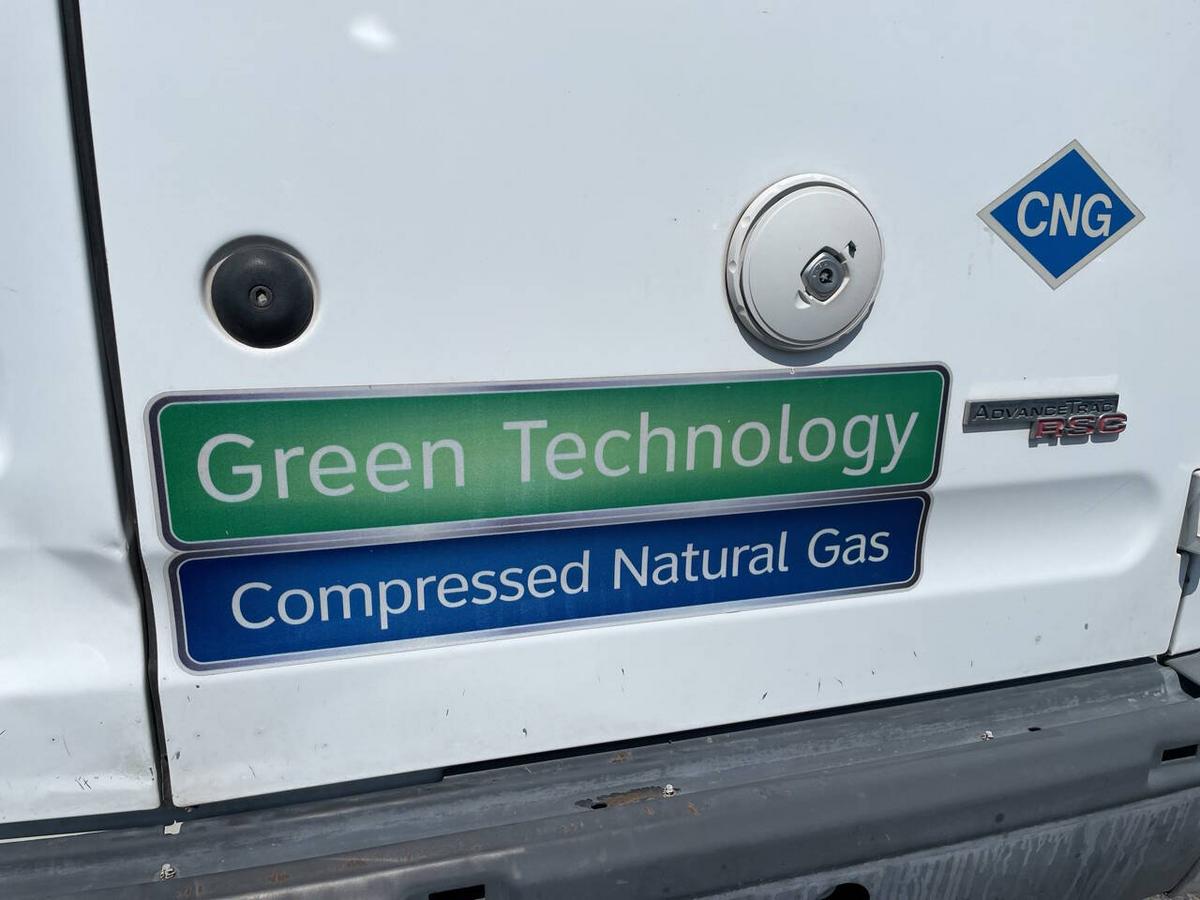 CNG
Green Technology
ADVANCETRAC
RSC
Compressed Natural Gas